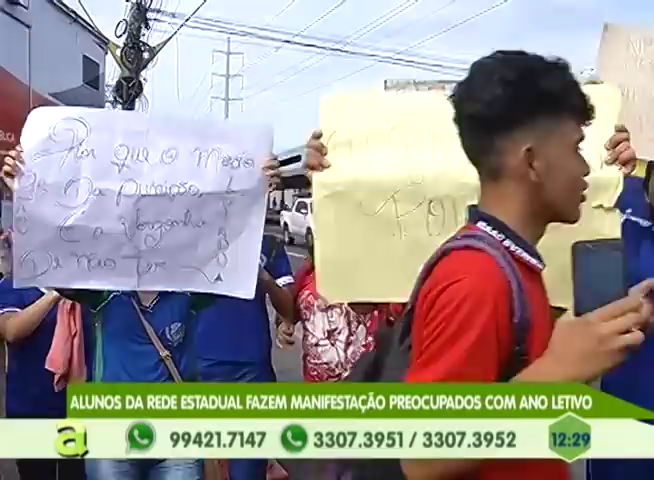 Por que o Medo
Da
E a Vergonha
De não Ter
ALUNOS DA REDE ESTADUAL FAZEM MANIFESTAÇÃO PREOCUPADOS COM ANO LETIVO
99421.7147
3307.3951 / 3307.3952
12:29